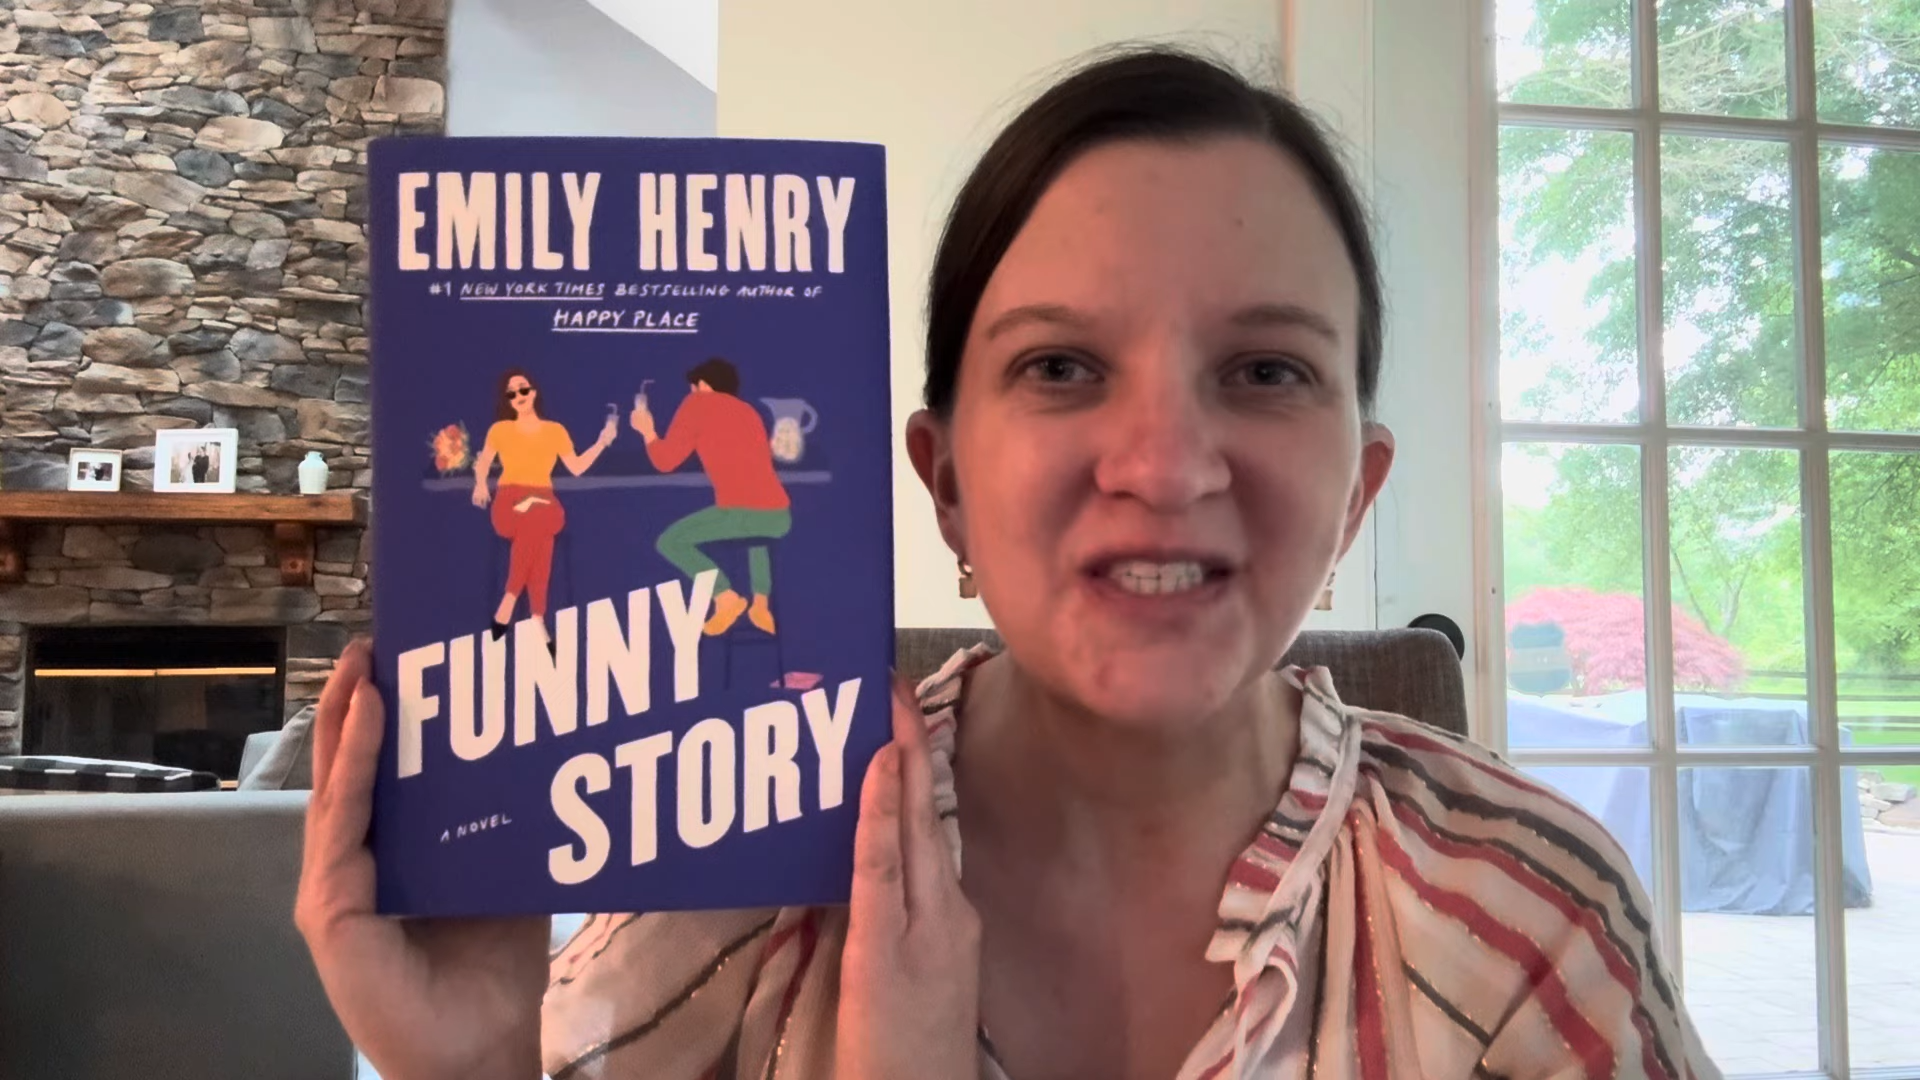 EMILY HENRY
#1 NEW YORK TIMES BESTSELLING AUTHOR OF
HAPPY PLACE
FUNNY
STORY
A NOVEL